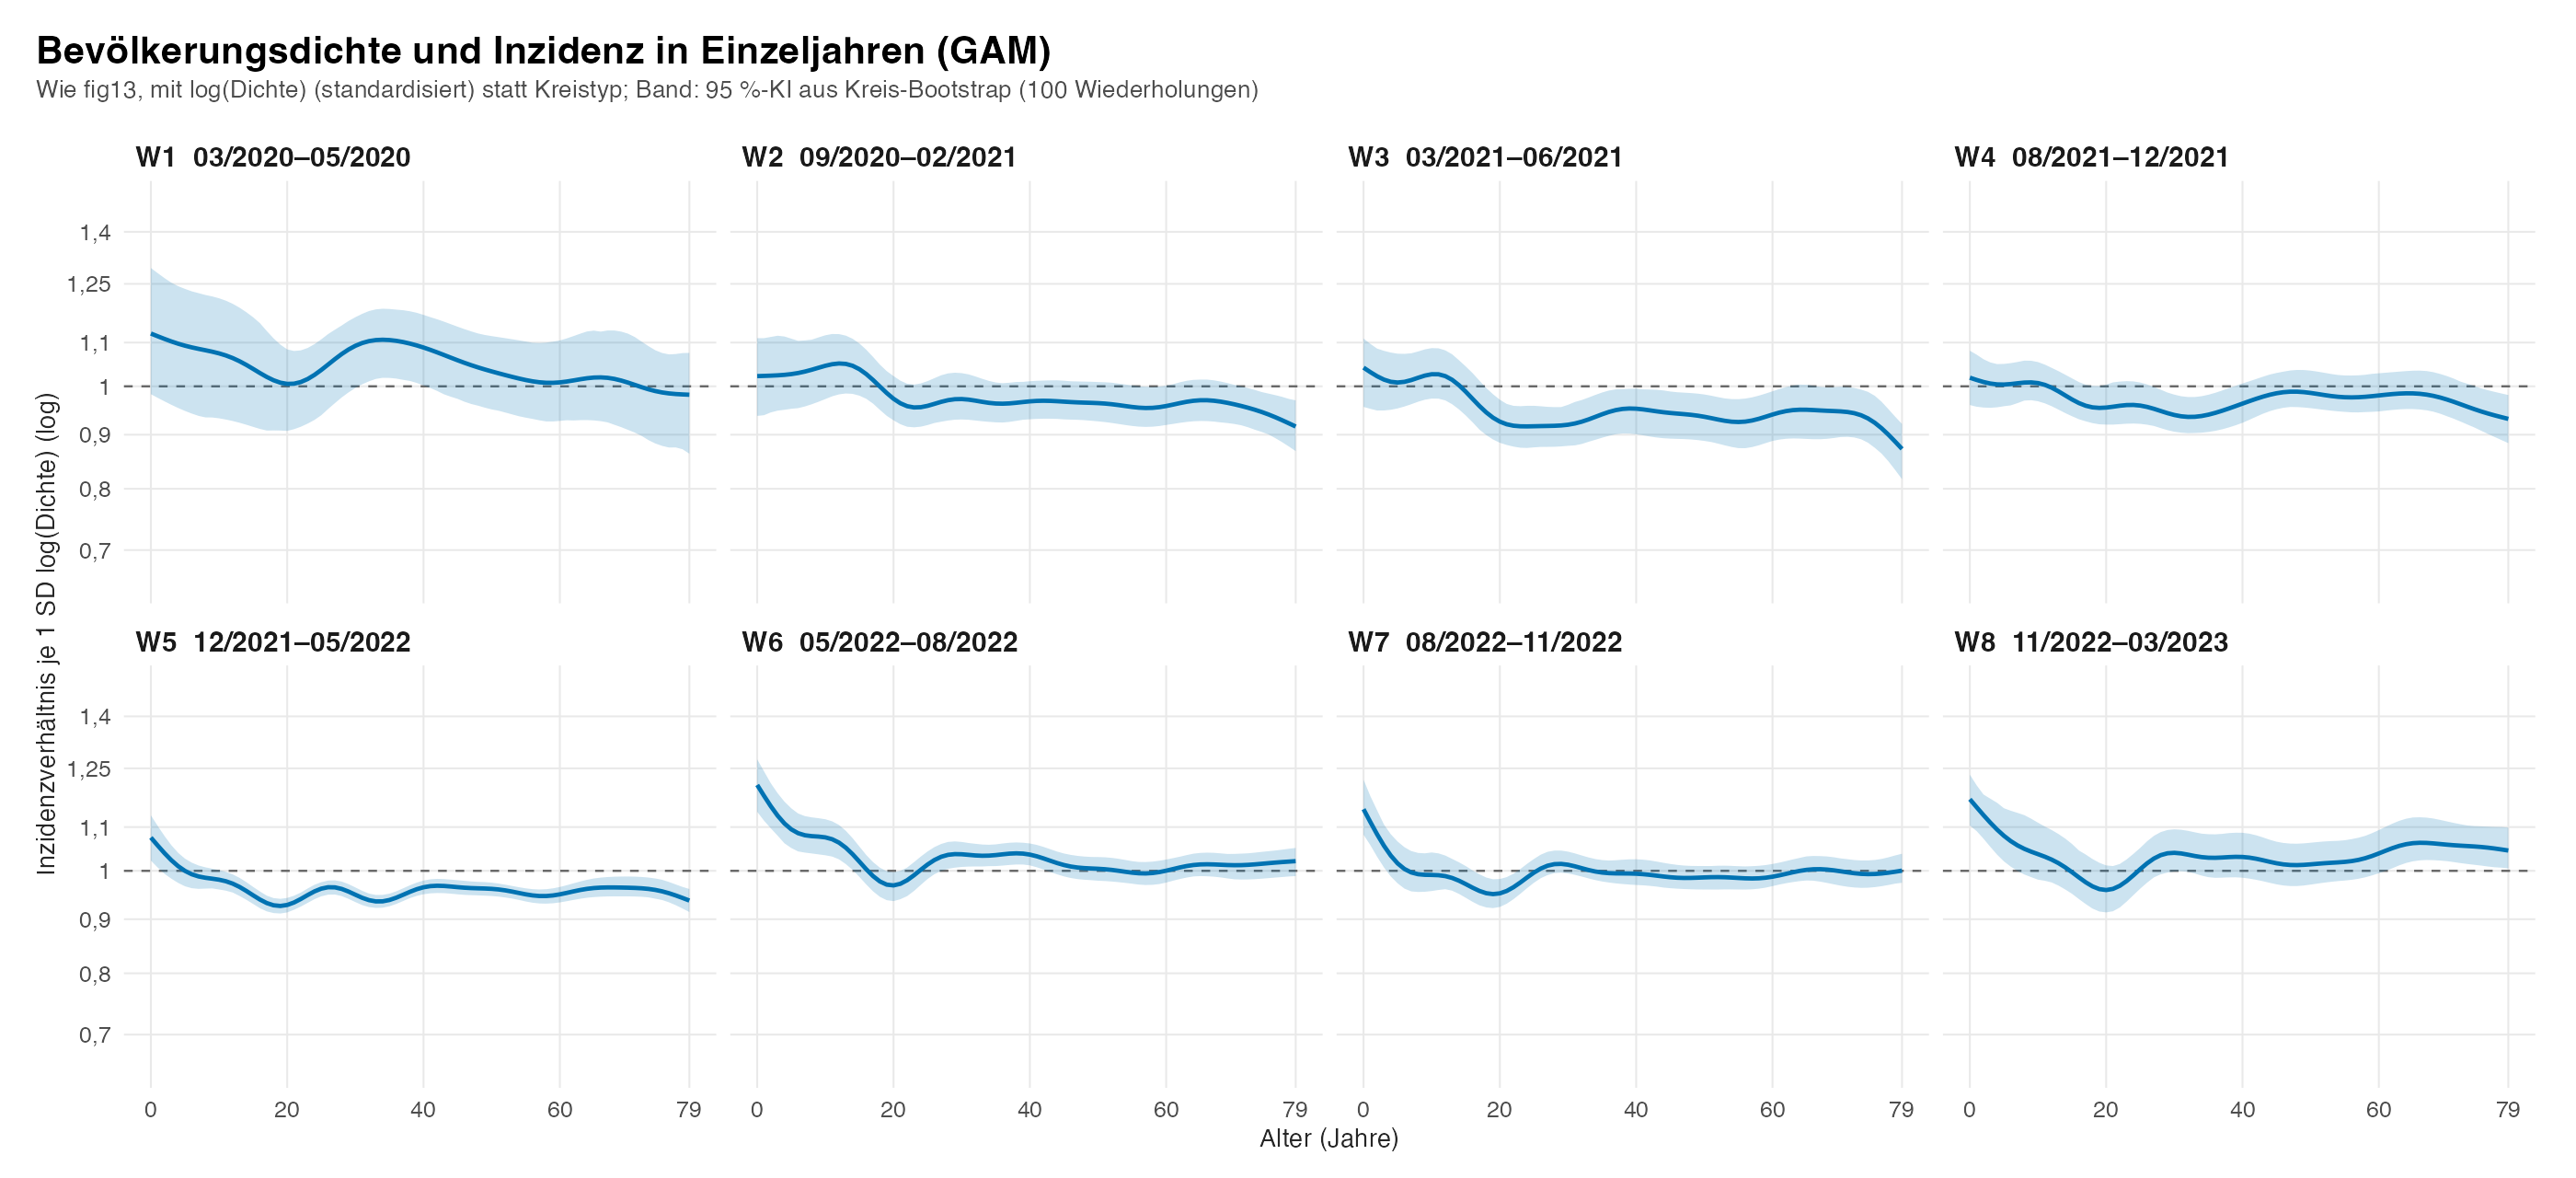 Bevölkerungsdichte und Inzidenz in Einzeljahren (GAM)
Wie fig13, mit log(Dichte) (standardisiert) statt Kreistyp; Band: 95 %-KI aus Kreis-Bootstrap (100 Wiederholungen)
W1 03/2020–05/2020
W2 09/2020–02/2021
W3 03/2021–06/2021
W4 08/2021–12/2021
1,4
1,25
1,1
1
0,9
0,8
0,7
Inzidenzverhältnis je 1 SD log(Dichte) (log)
W5 12/2021–05/2022
W6 05/2022–08/2022
W7 08/2022–11/2022
W8 11/2022–03/2023
1,4
1,25
1,1
1
0,9
0,8
0,7
0 20 40 60 79
0 20 40 60 79
0 20 40 60 79
0 20 40 60 79
Alter (Jahre)